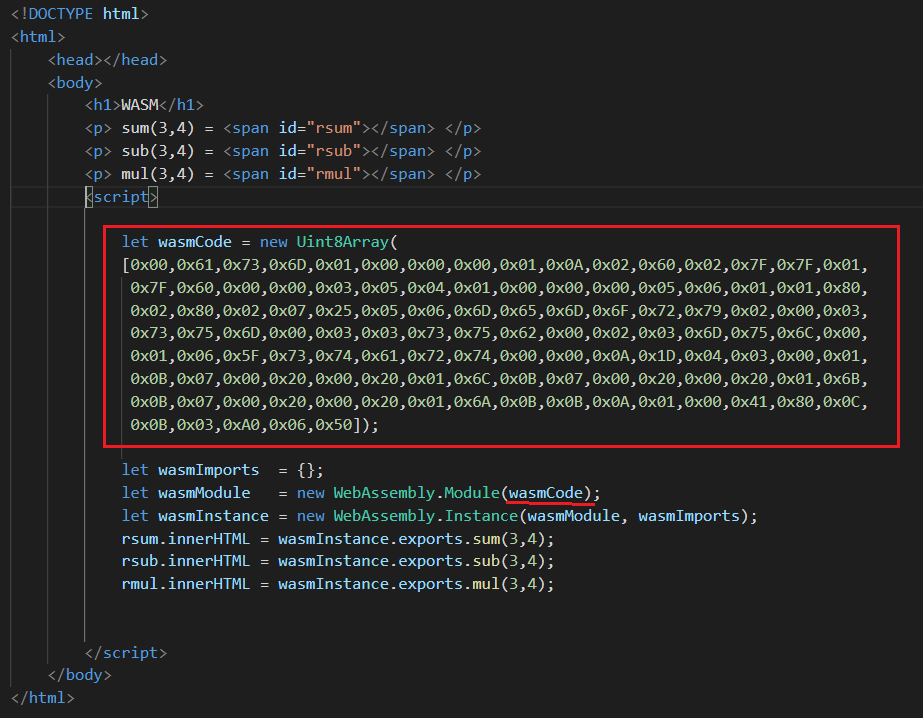 <!DOCTYPE html>
<html>
<head></head>
<body>
<h1>WASM</h1>
<p> sum(3,4) = <span id="rsum"></span> </p>
<p> sub(3,4) = <span id="rsub"></span> </p>
<p> mul(3,4) = <span id="rmul"></span> </p>
<script>
let wasmCode = new Uint8Array(
[0x00,0x61,0x73,0x6D,0x01,0x00,0x00,0x00,0x01,0x0A,0x02,0x60,0x02,0x7F,0x7F,0x01,
0x7F,0x60,0x00,0x00,0x03,0x05,0x04,0x01,0x00,0x00,0x00,0x05,0x06,0x01,0x01,0x80,
0x02,0x80,0x02,0x07,0x25,0x05,0x06,0x6D,0x65,0x6D,0x6F,0x72,0x79,0x02,0x00,0x03,
0x73,0x75,0x6D,0x00,0x03,0x03,0x73,0x75,0x62,0x00,0x02,0x03,0x6D,0x75,0x6C,0x00,
0x01,0x06,0x5F,0x73,0x74,0x61,0x72,0x74,0x00,0x00,0x0A,0x1D,0x04,0x03,0x00,0x01,
0x0B,0x07,0x00,0x20,0x00,0x20,0x01,0x6C,0x0B,0x07,0x00,0x20,0x00,0x20,0x01,0x6B,
0x0B,0x07,0x00,0x20,0x00,0x20,0x01,0x6A,0x0B,0x0B,0x0A,0x01,0x00,0x41,0x80,0x0C,
0x0B,0x03,0xA0,0x06,0x50]);
let wasmImports  = {};
let wasmModule   = new WebAssembly.Module(wasmCode);
let wasmInstance = new WebAssembly.Instance(wasmModule, wasmImports);
rsum.innerHTML = wasmInstance.exports.sum(3,4);
rsub.innerHTML = wasmInstance.exports.sub(3,4);
rmul.innerHTML = wasmInstance.exports.mul(3,4);
</script>
</body>
</html>